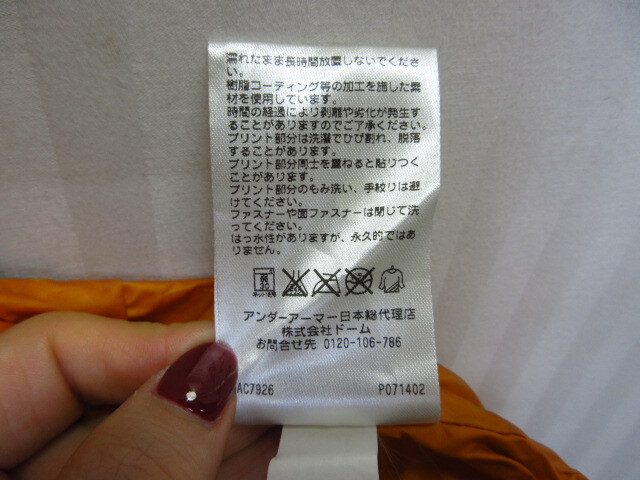 濡れたまま長時間放置しないでくださ
い。
樹脂コーティング等の加工を施した素
材を使用しています。
時間の経過により剥離や劣化が発生す
ることがありますのでご了承ください。
プリント部分は洗濯でひび割れ、脱落
することがあります。
プリント部分同士を重ねると貼りつく
ことがあります。
プリント部分のもみ洗い、手絞りは避
けてください。
ファスナーや面ファスナーは閉じて洗
ってください。
はっ水性がありますが、永久的ではあ
りません。
ネット使用
アンダーアーマー日本総代理店
株式会社ドーム
お問合せ先 0120-106-786
AC7926 P071402